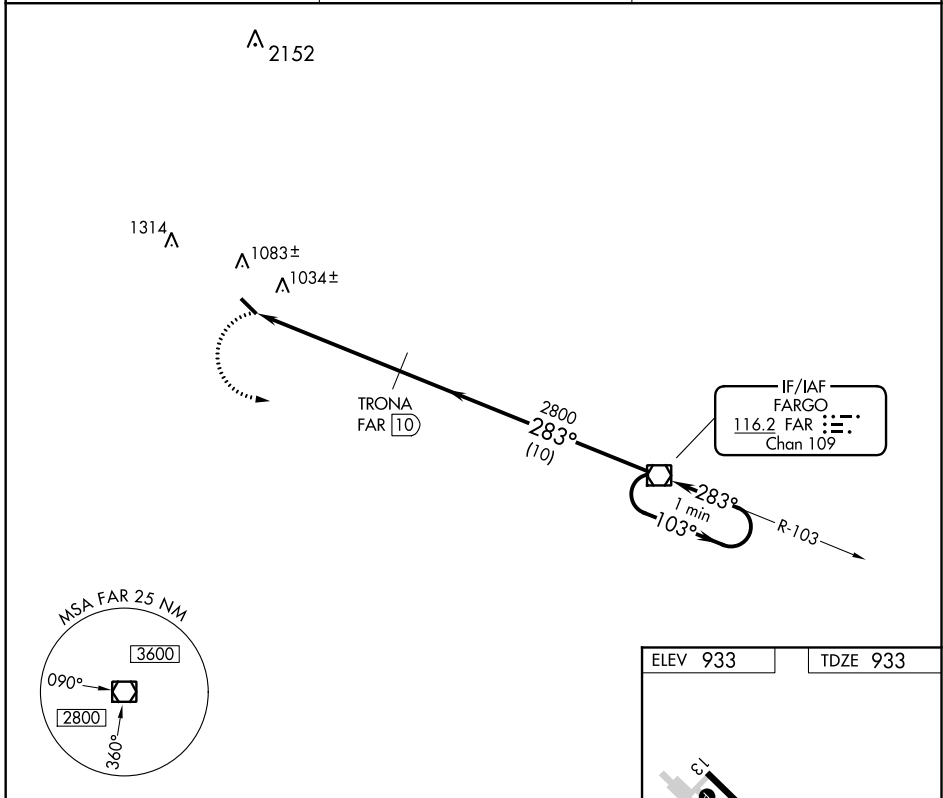 2152
1314
1083±
1034±
TRONA
FAR 10
2800
283°
(10)
IF/IAF
FARGO
116.2 FAR
Chan 109
283°
1 min
103°
R-103
MSA FAR 25 NM
3600
090°
2800
360°
ELEV 933
TDZE 933
13